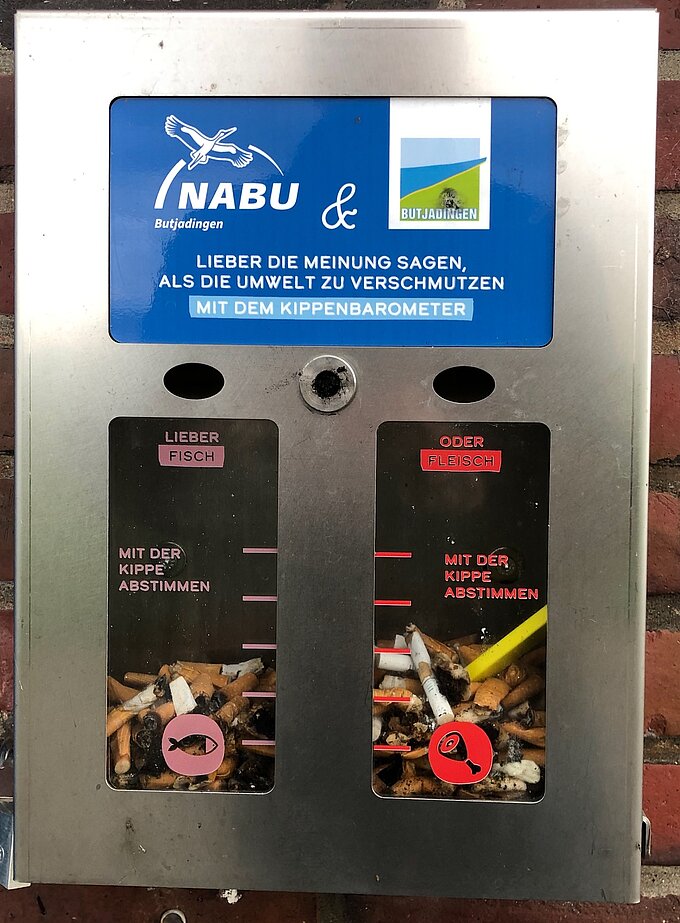 NABU
Butjadingen
&
BUTJADINGEN
LIEBER DIE MEINUNG SAGEN,
ALS DIE UMWELT ZU VERSCHMUTZEN
MIT DEM KIPPENBAROMETER
LIEBER
FISCH
MIT DER
KIPPE
ABSTIMMEN
ODER
FLEISCH
MIT DER
KIPPE
ABSTIMMEN